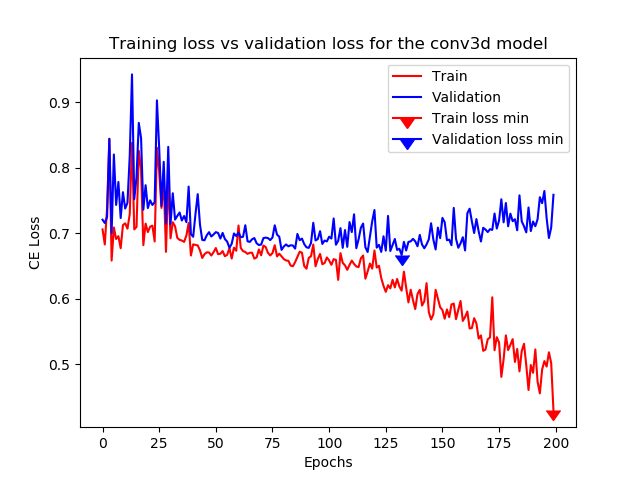 Training loss vs validation loss for the conv3d model
Train
Validation
Train loss min
Validation loss min
0.9
0.8
0.7
0.6
0.5
CE Loss
0 25 50 75 100 125 150 175 200
Epochs